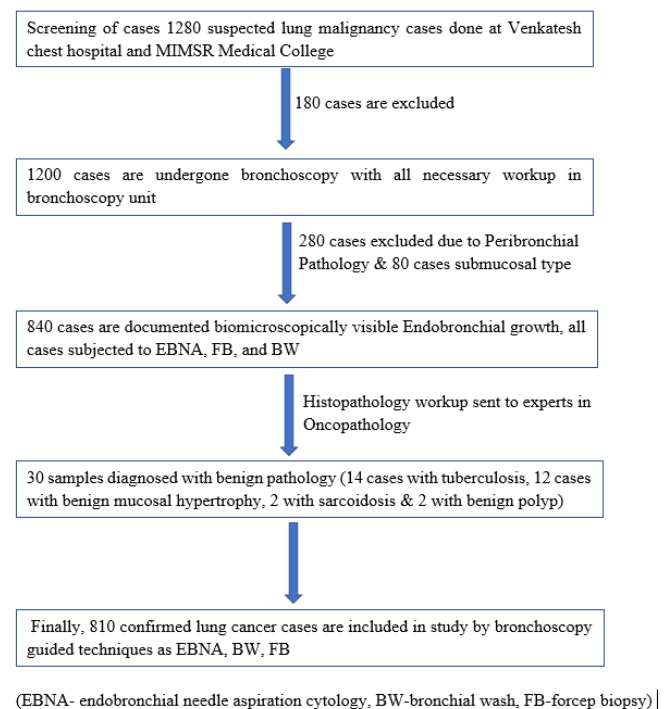 Screening of cases 1280 suspected lung malignancy cases done at Venkatesh
chest hospital and MIMSR Medical College
180 cases are excluded
1200 cases are undergone bronchoscopy with all necessary workup in
bronchoscopy unit
280 cases excluded due to Peribronchial
Pathology & 80 cases submucosal type
840 cases are documented biomicroscopically visible Endobronchial growth, all
cases subjected to EBNA, FB, and BW
Histopathology workup sent to experts in
Oncopathology
30 samples diagnosed with benign pathology (14 cases with tuberculosis, 12 cases
with benign mucosal hypertrophy, 2 with sarcoidosis & 2 with benign polyp)
Finally, 810 confirmed lung cancer cases are included in study by bronchoscopy
guided techniques as EBNA, BW, FB
(EBNA- endobronchial needle aspiration cytology, BW-bronchial wash, FB-forcep biopsy)